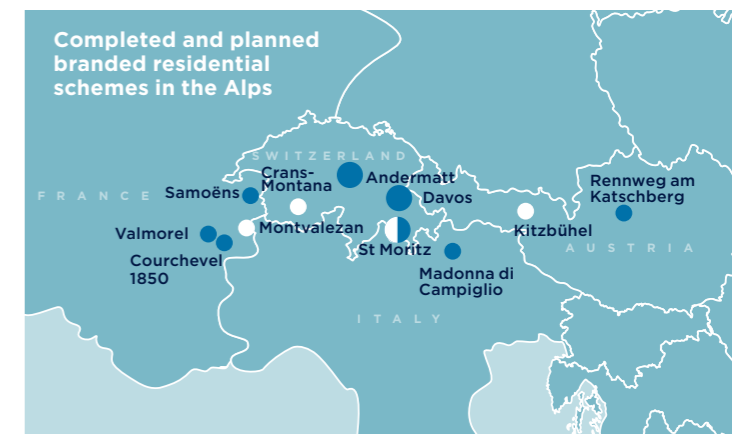 Completed and planned
branded residential
schemes in the Alps
SWITZERLAND
Crans-
Montana
Andermatt
FRANCE
Samoëns
Davos
Rennweg am
Katschberg
Valmorel
Montvalezan
Kitzbühel
Courchevel
1850
St Moritz
AUSTRIA
Madonna di
Campiglio
ITALY